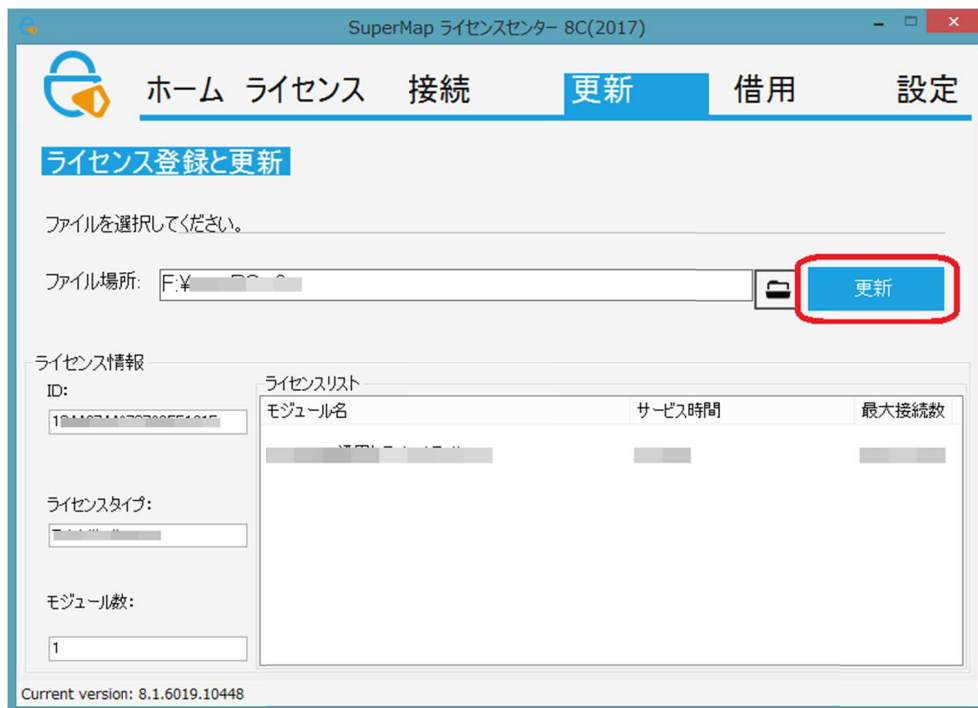 SuperMap ライセンスセンター 8C(2017)
ホーム ライセンス 接続 更新 借用 設定
ライセンス登録と更新
ファイルを選択してください。
ファイル場所: F:¥
更新
ライセンス情報
ID:
ライセンスリスト
モジュール名 サービス時間 最大接続数
ライセンスタイプ:
モジュール数:
1
Current version: 8.1.6019.10448